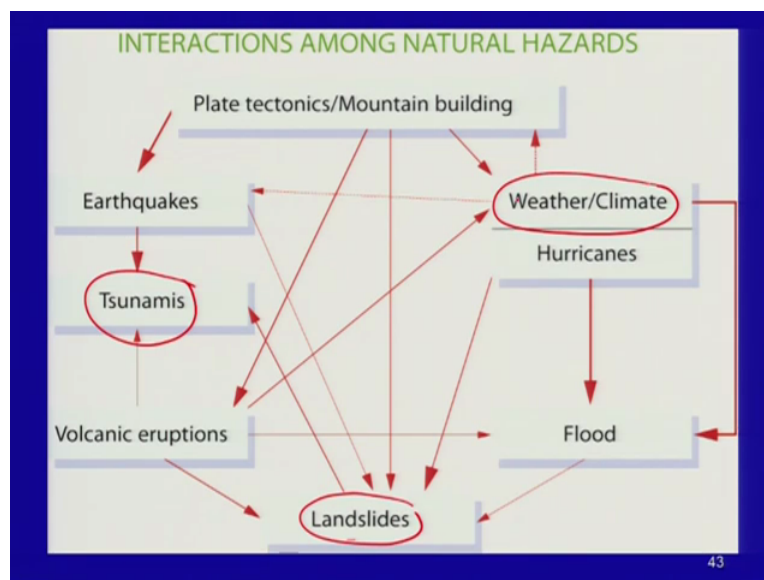 INTERACTIONS AMONG NATURAL HAZARDS
Plate tectonics/Mountain building
Earthquakes
Weather/Climate
Hurricanes
Tsunamis
Volcanic eruptions
Flood
Landslides
43